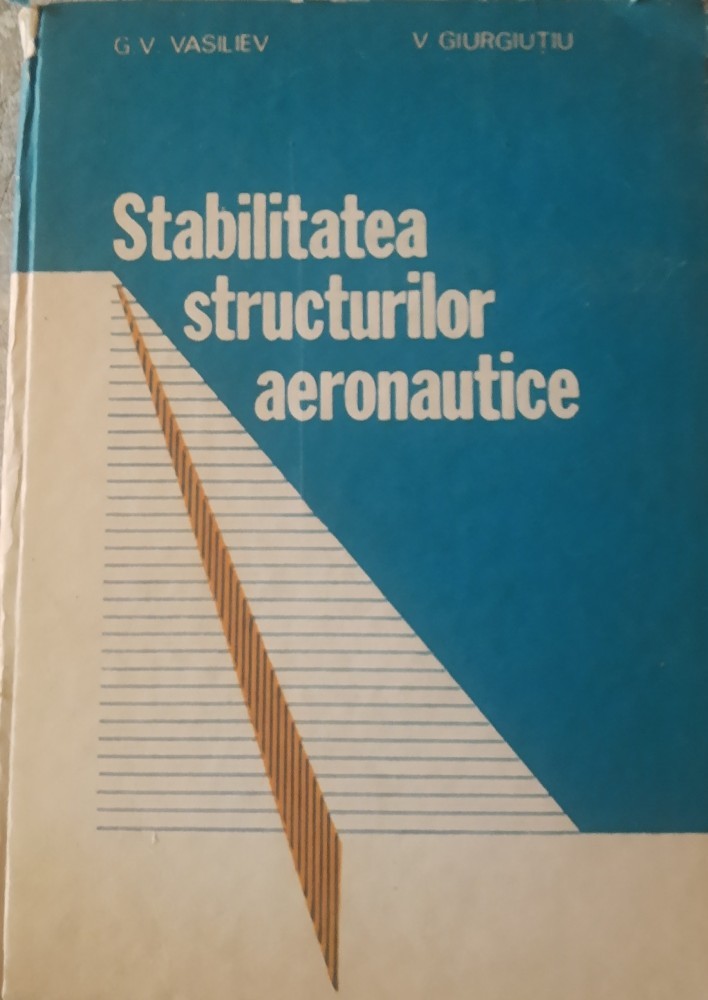 G V VASILIEV V GIURGIUȚIU
Stabilitatea
structurilor
aeronautice